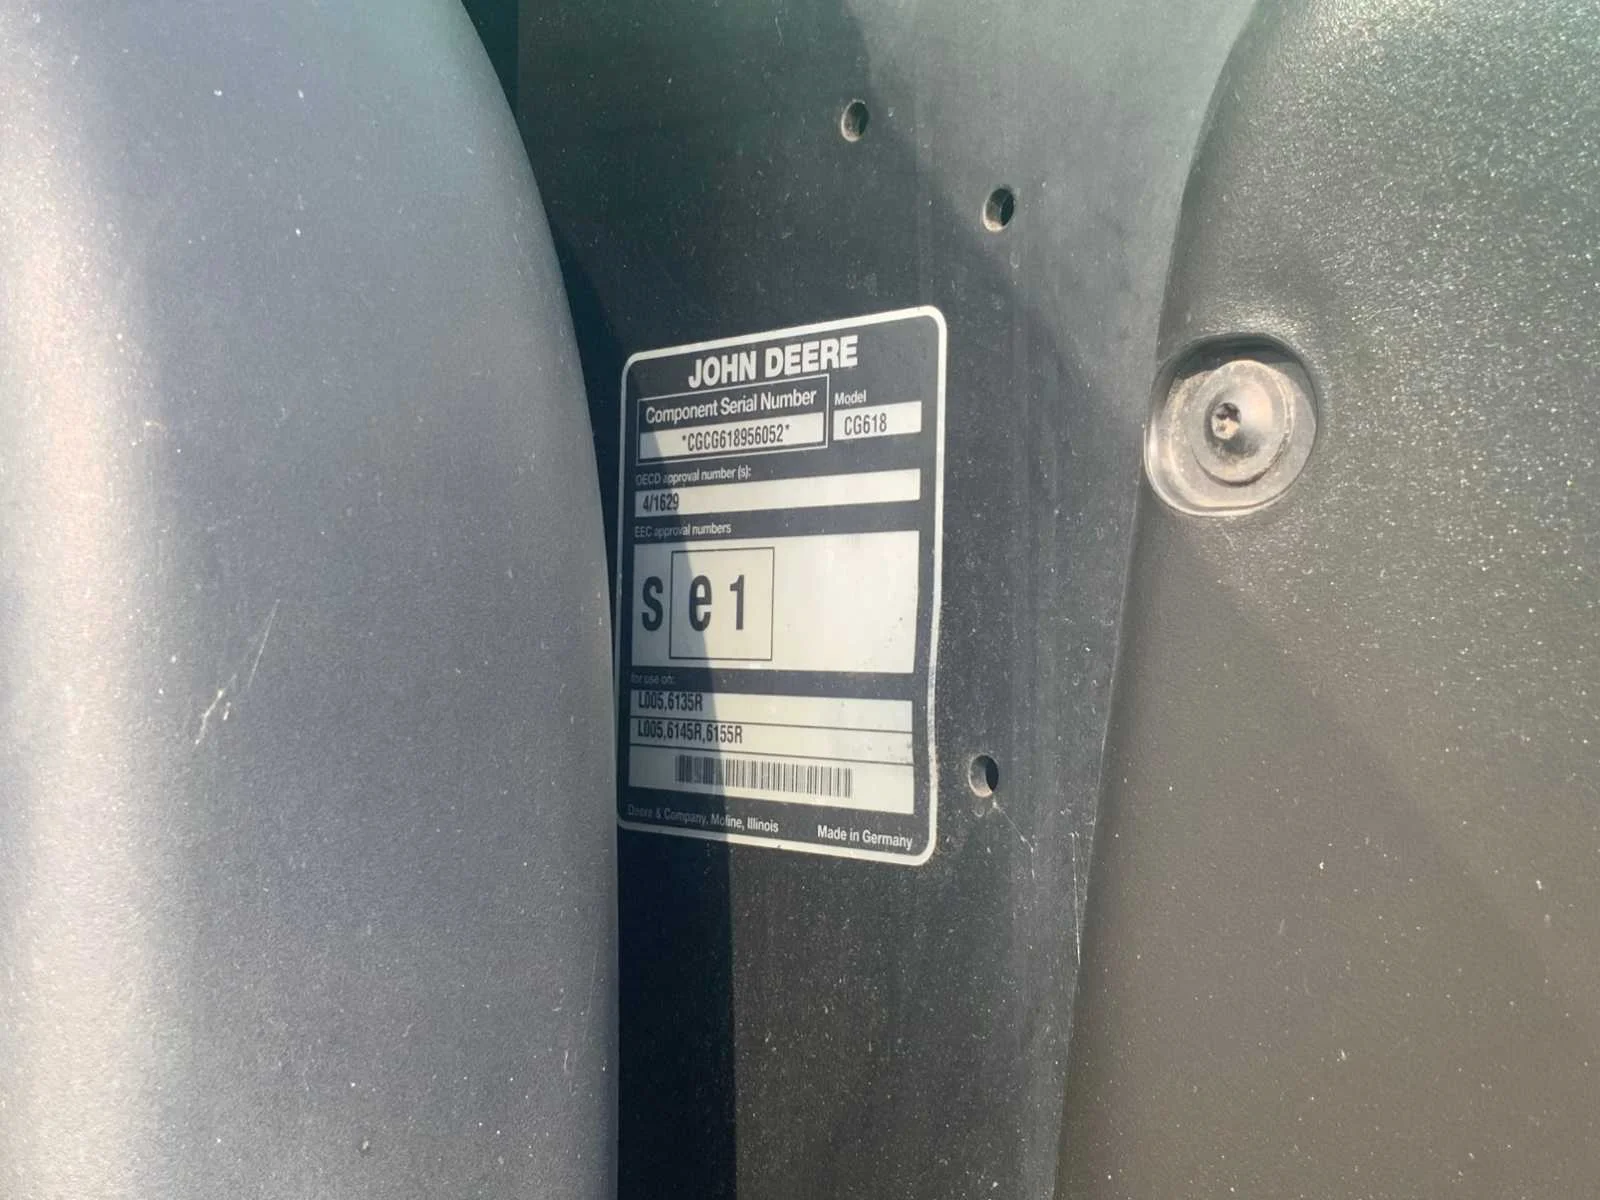 JOHN DEERE
Component Serial Number
Model
*CGCG618956052*
CG618
OECD approval number (s):
4/1629
EEC approval numbers
s e 1
for use on:
L005,6135R
L005,6145R,6155R
Deere & Company, Moline, Illinois
Made in Germany